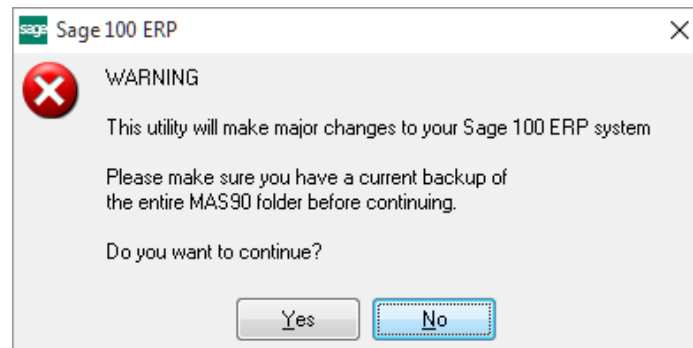 sage Sage 100 ERP
WARNING
This utility will make major changes to your Sage 100 ERP system
Please make sure you have a current backup of
the entire MAS90 folder before continuing.
Do you want to continue?
Yes
No